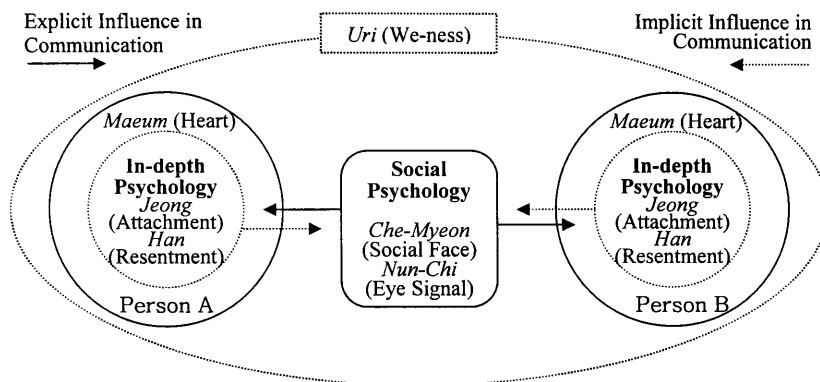 Explicit Influence in
Communication
Uri (We-ness)
Implicit Influence in
Communication
Maeum (Heart)
In-depth
Psychology
Jeong
(Attachment)
Han
(Resentment)
Person A
Social
Psychology
Che-Myeon
(Social Face)
Nun-Chi
(Eye Signal)
Maeum (Heart)
In-depth
Psychology
Jeong
(Attachment)
Han
(Resentment)
Person B